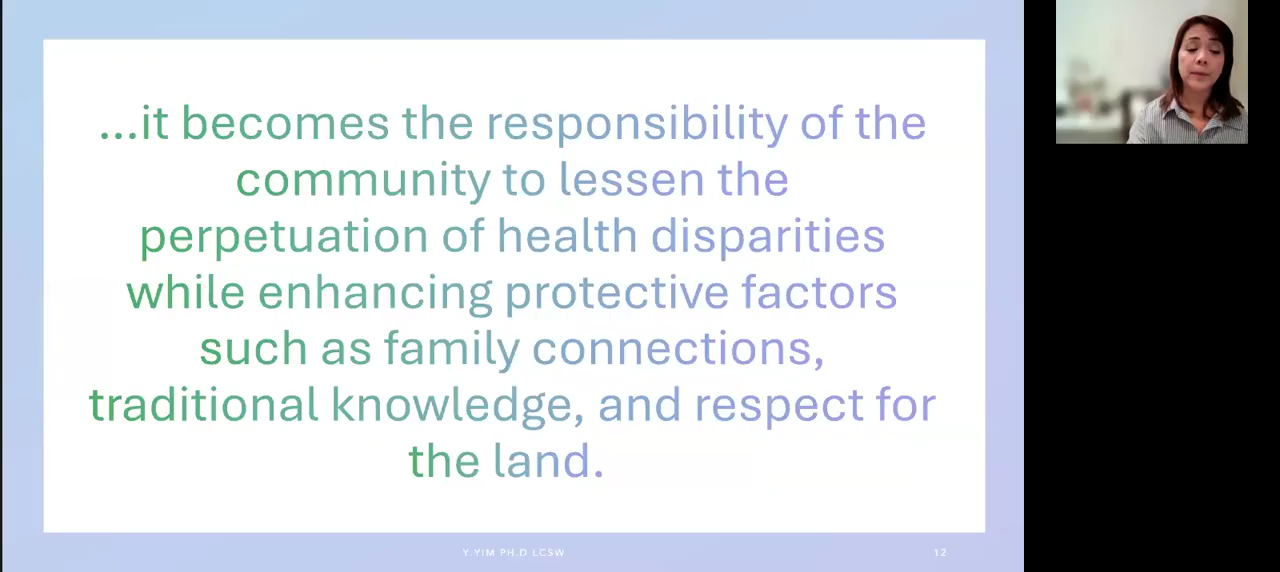 ...it becomes the responsibility of the
community to lessen the
perpetuation of health disparities
while enhancing protective factors
such as family connections,
traditional knowledge, and respect for
the land.
Y.YIM PH.D LCSW
12